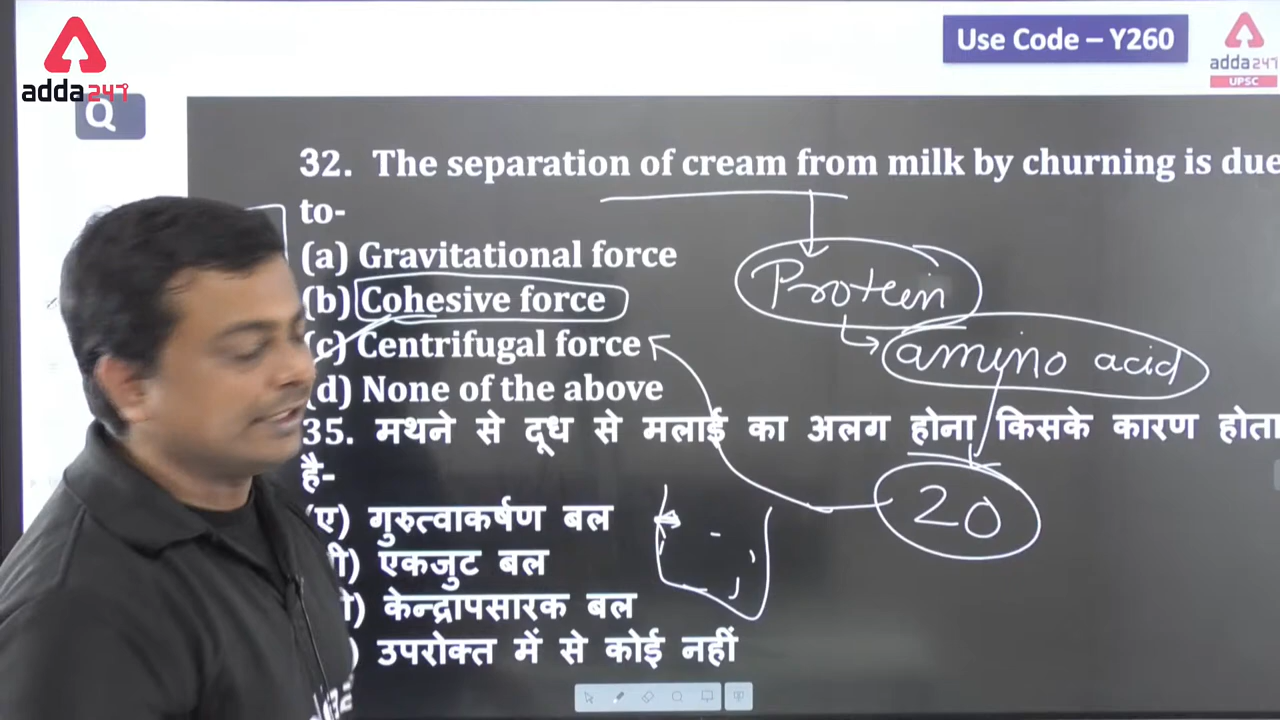 Use Code – Y260
adda247
adda247
UPSC
Q
32. The separation of cream from milk by churning is due
to-
(a) Gravitational force
(b) Cohesive force
(c) Centrifugal force
(d) None of the above
Protein
amino acid
20
35. मथने से दूध से मलाई का अलग होना किसके कारण होता
है-
ए) गुरुत्वाकर्षण बल
एकजुट बल
केन्द्रापसारक बल
उपरोक्त में से कोई नहीं